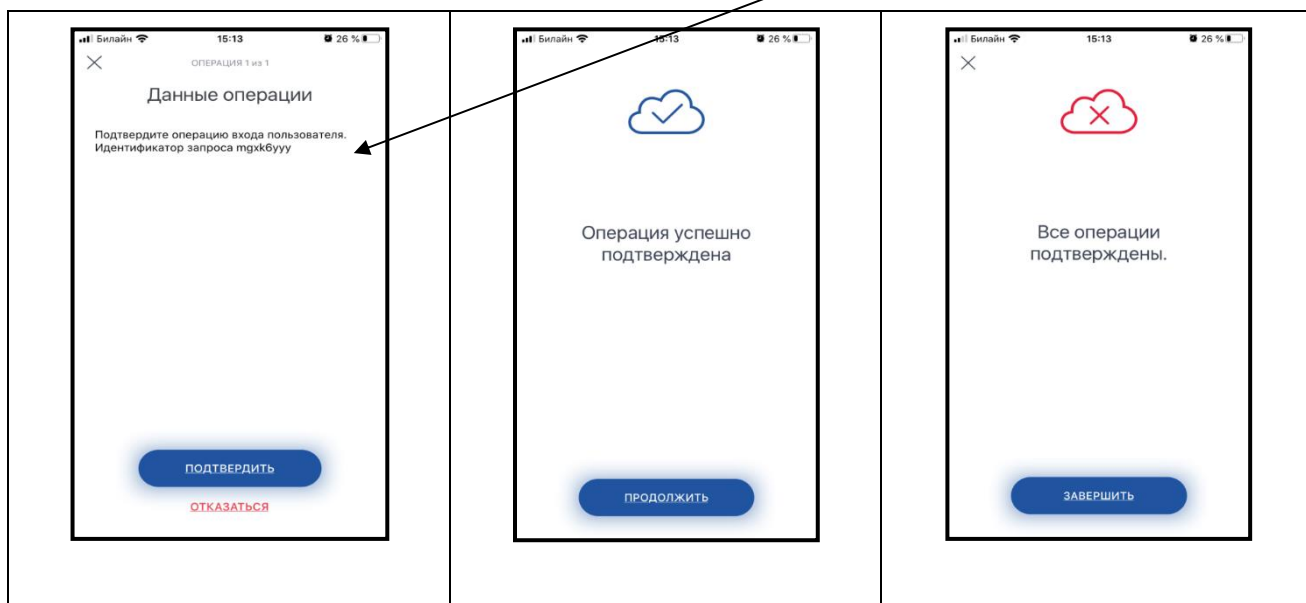 Билайн 15:13 26 %
ОПЕРАЦИЯ 1 из 1
Данные операции
Подтвердите операцию входа пользователя.
Идентификатор запроса mgxk6yyy
ПОДТВЕРДИТЬ
ОТКАЗАТЬСЯ
Билайн 15:13 26 %
Операция успешно
подтверждена
ПРОДОЛЖИТЬ
Билайн 15:13 26 %
Все операции
подтверждены.
ЗАВЕРШИТЬ